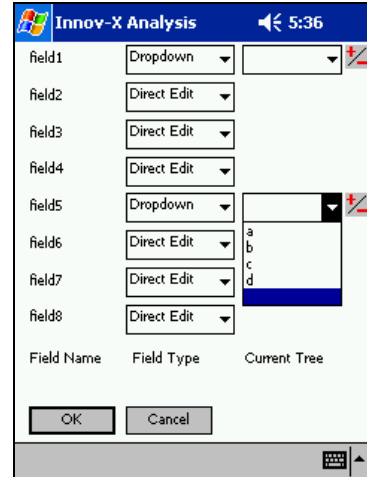 Innov-X Analysis 5:36
field1 Dropdown
field2 Direct Edit
field3 Direct Edit
field4 Direct Edit
field5 Dropdown
a
b
field6 Direct Edit
c
field7 Direct Edit
d
field8 Direct Edit
Field Name Field Type Current Tree
OK Cancel